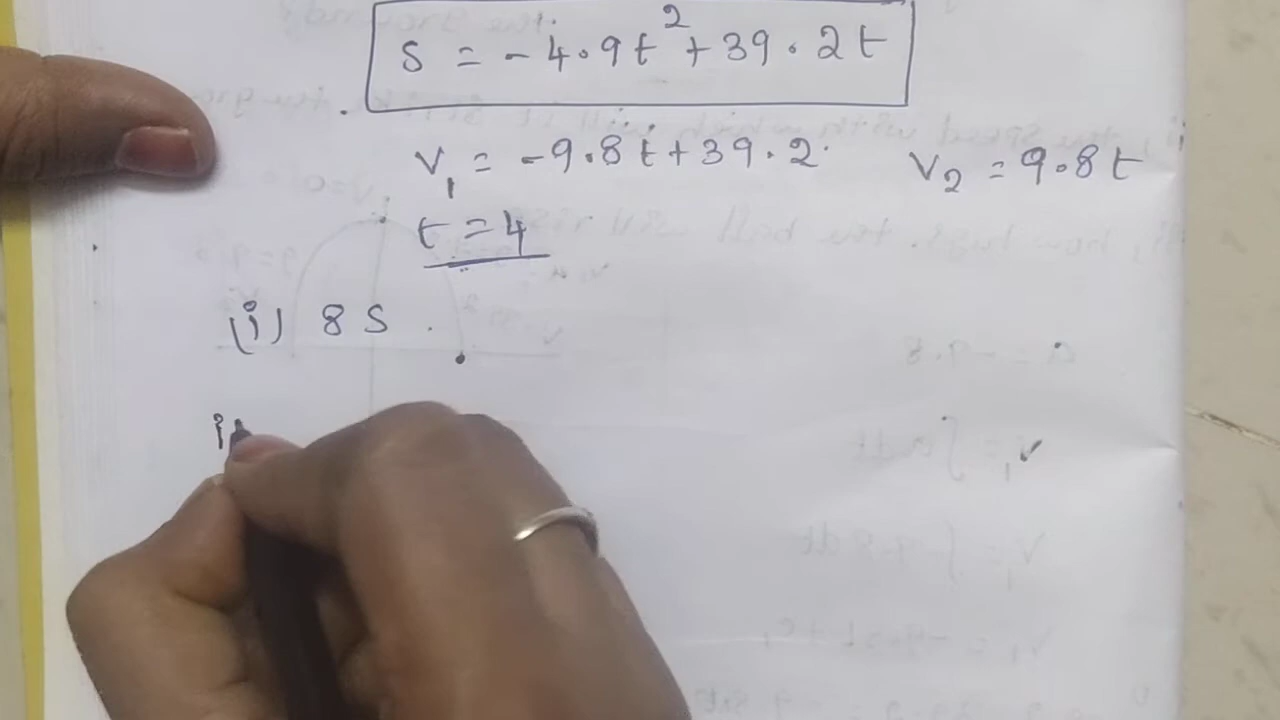 s = -4.9t²+39.2t
v₁ = -9.8t+39.2 v₂ = 9.8t
t = 4
(i) 8 s.